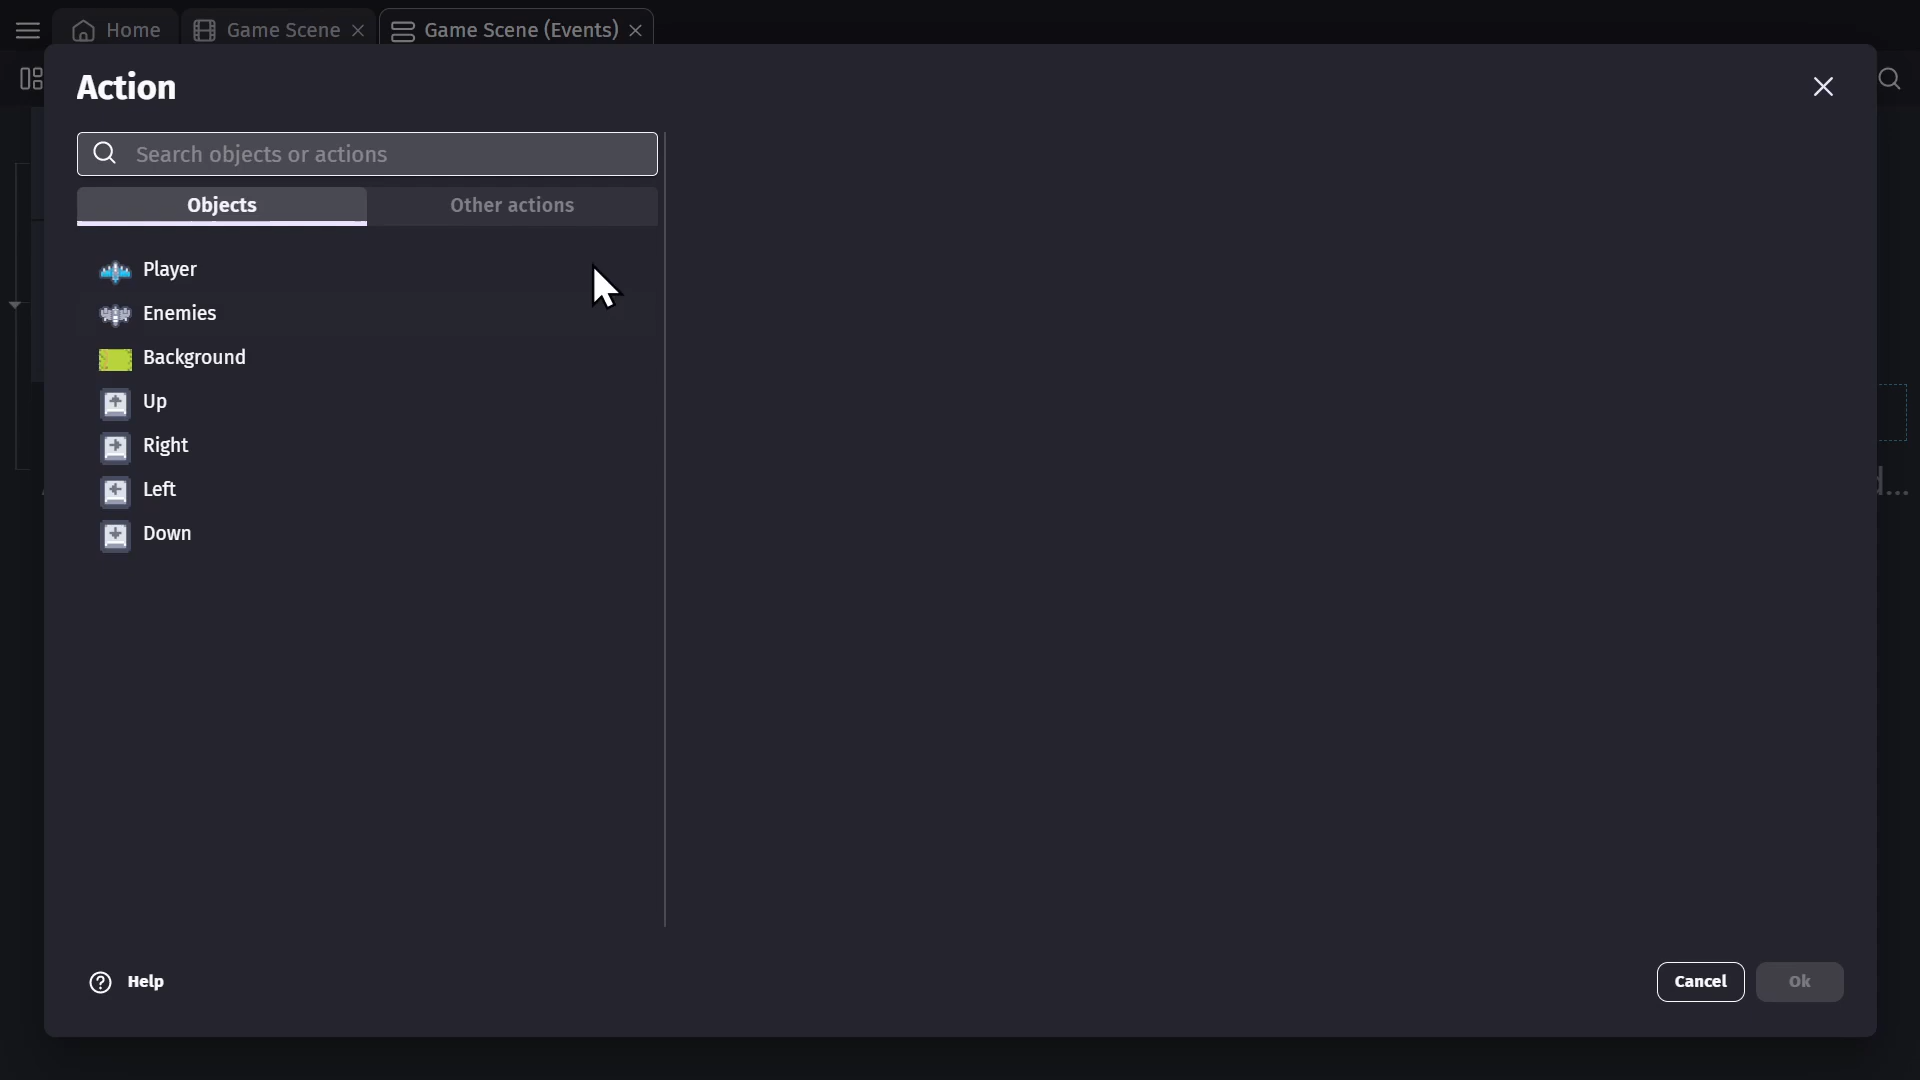 Home
Game Scene
Game Scene (Events)
Action
Search objects or actions
Objects
Other actions
Player
Enemies
Background
Up
Right
Left
Down
Help
Cancel
Ok